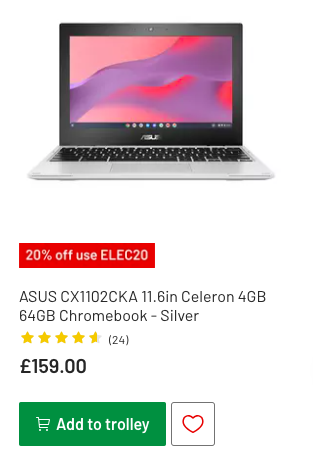 ASUS
20% off use ELEC20
ASUS CX1102CKA 11.6in Celeron 4GB
64GB Chromebook - Silver
(24)
£159.00
Add to trolley